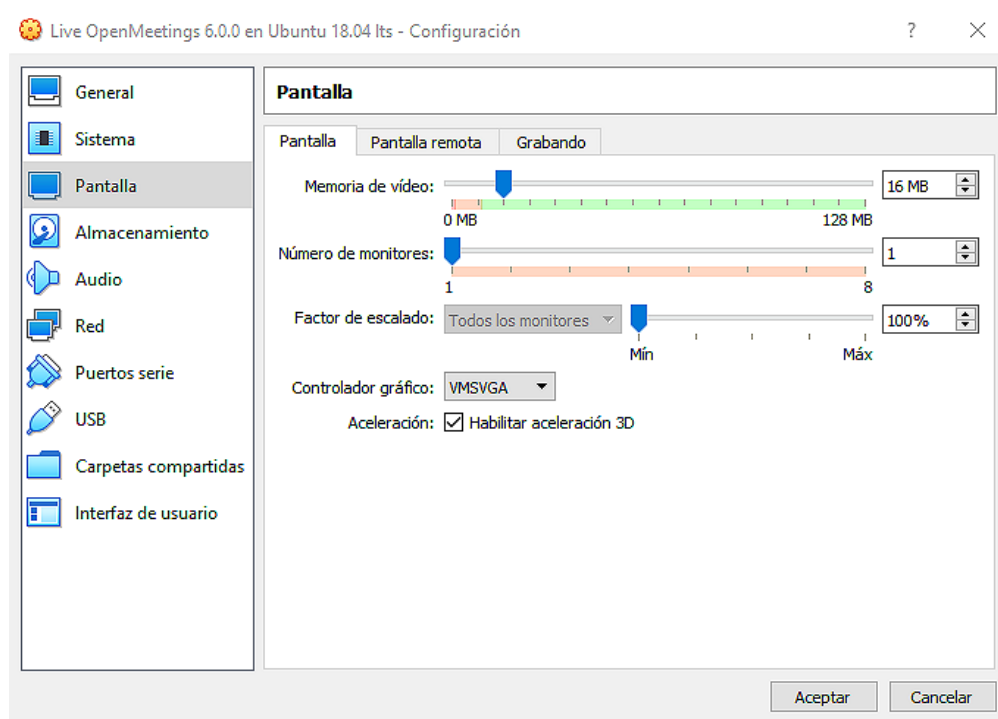 Live OpenMeetings 6.0.0 en Ubuntu 18.04 lts - Configuración
?
General
Sistema
Pantalla
Almacenamiento
Audio
Red
Puertos serie
USB
Carpetas compartidas
Interfaz de usuario
Pantalla
Pantalla
Pantalla remota
Grabando
Memoria de vídeo:
16 MB
0 MB
128 MB
Número de monitores:
1
1
8
Factor de escalado:
Todos los monitores
100%
Mín
Máx
Controlador gráfico:
VMSVGA
Aceleración:
Habilitar aceleración 3D
Aceptar
Cancelar